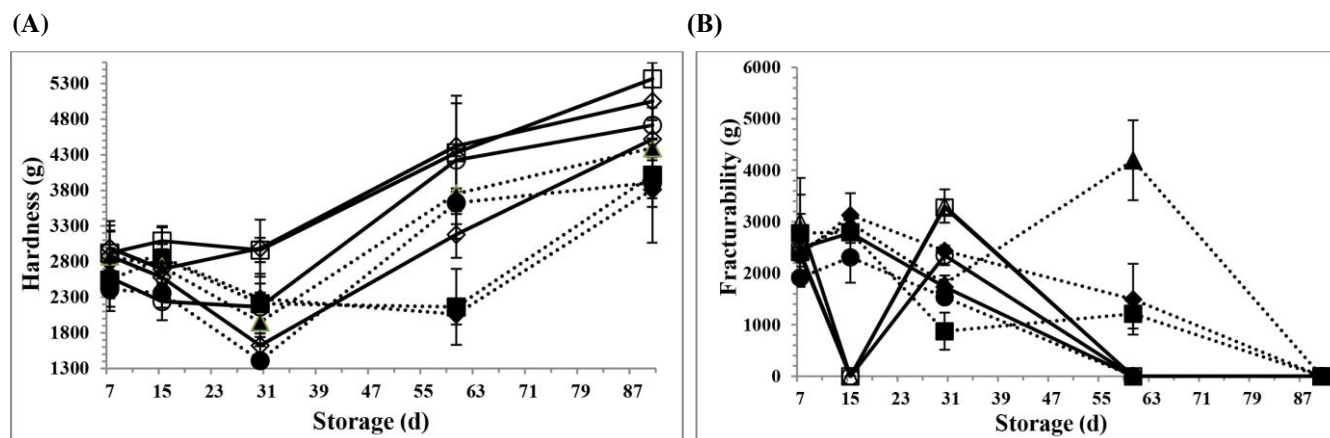 (A)
(B)
5300
4800
4300
3800
3300
2800
2300
1800
1300
Hardness (g)
7 15 23 31 39 47 55 63 71 79 87
Storage (d)
6000
5000
4000
3000
2000
1000
0
Fracturability (g)
7 15 23 31 39 47 55 63 71 79 87
Storage (d)